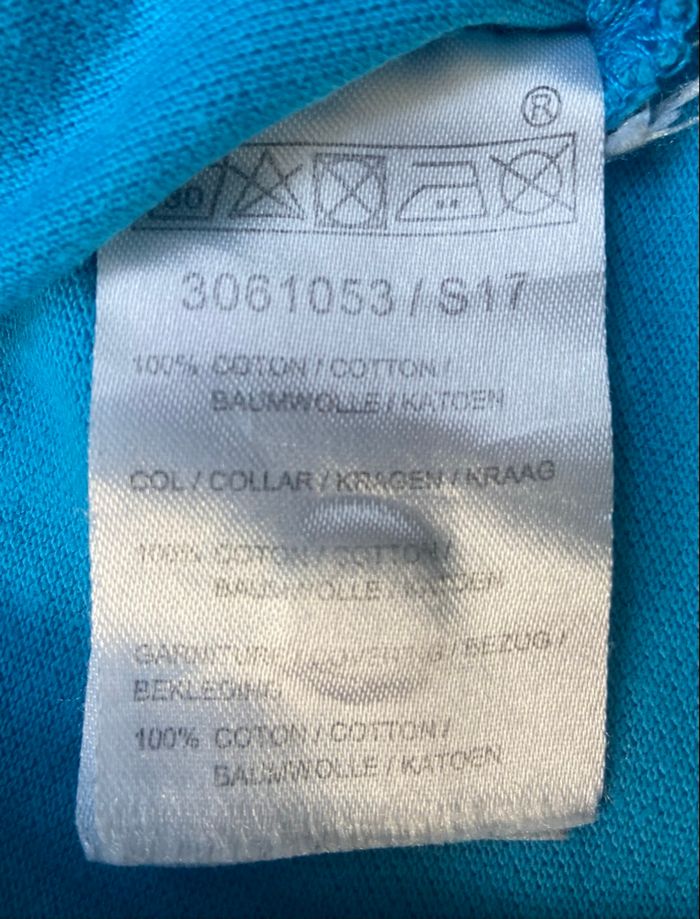 ®
30
3061053 / S17
100% COTON / COTTON /
BAUMWOLLE / KATOEN
COL / COLLAR / KRAGEN / KRAAG
100% COTON / COTTON /
BAUMWOLLE / KATOEN
GARNITURE / COVERING / BEZUG /
BEKLEDING
100% COTON / COTTON /
BAUMWOLLE / KATOEN